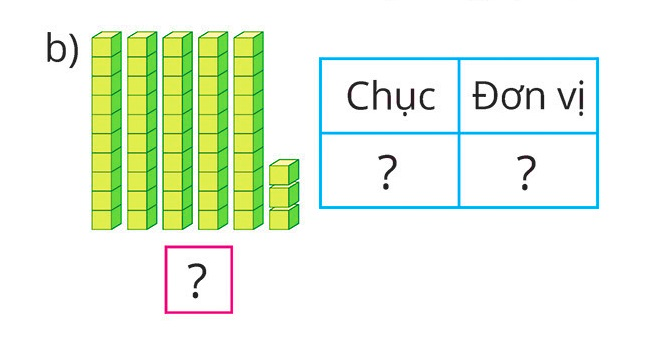 b)
Chục Đơn vị
? ?
?